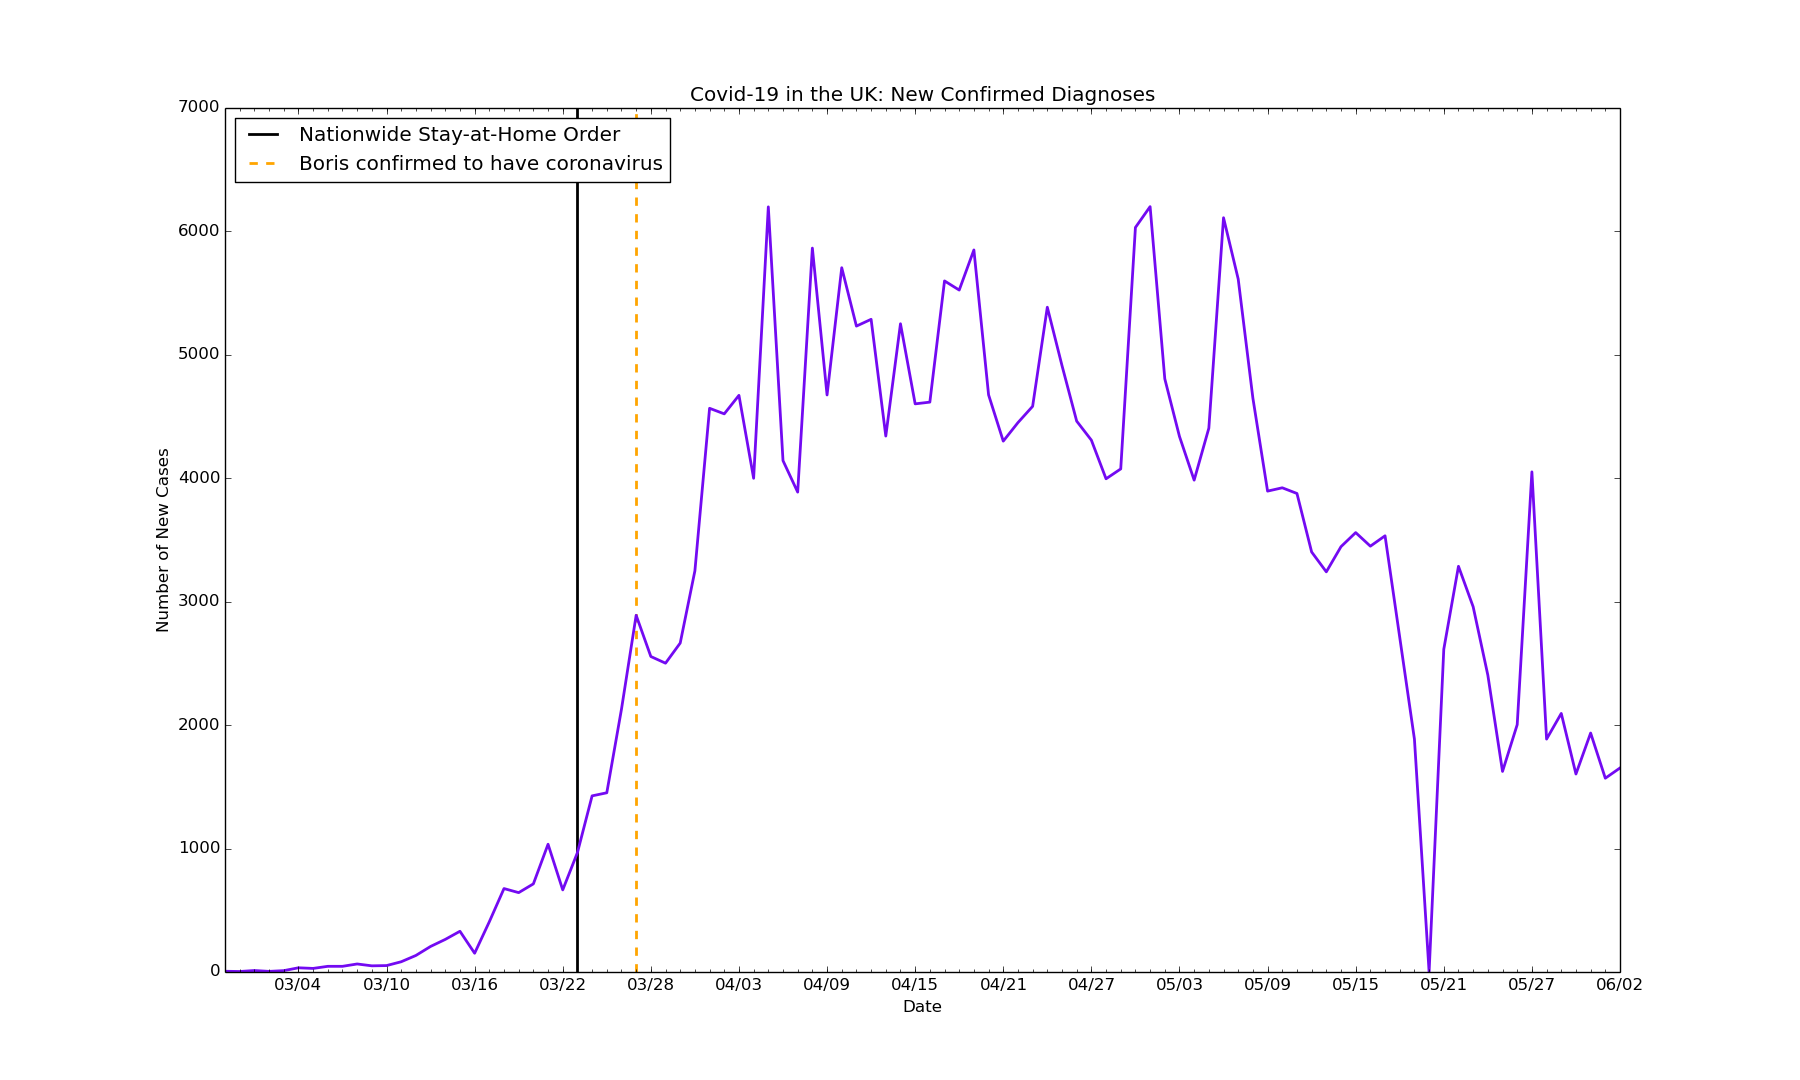 Covid-19 in the UK: New Confirmed Diagnoses
7000
Nationwide Stay-at-Home Order
Boris confirmed to have coronavirus
6000
5000
4000
3000
2000
1000
0
Number of New Cases
03/04 03/10 03/16 03/22 03/28 04/03 04/09 04/15 04/21 04/27 05/03 05/09 05/15 05/21 05/27 06/02
Date